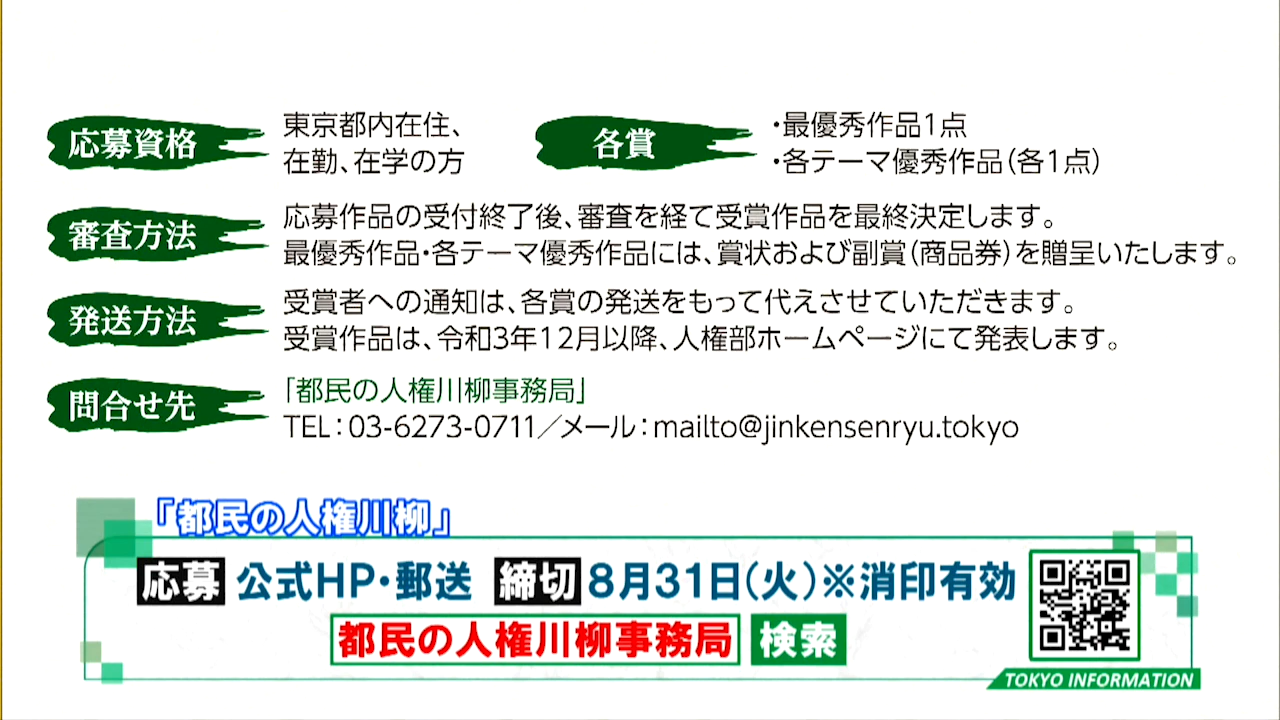 応募資格
東京都内在住、
在勤、在学の方
各賞
・最優秀作品1点
・各テーマ優秀作品(各1点)
審査方法
応募作品の受付終了後、審査を経て受賞作品を最終決定します。
最優秀作品・各テーマ優秀作品には、賞状および副賞(商品券)を贈呈いたします。
発送方法
受賞者への通知は、各賞の発送をもって代えさせていただきます。
受賞作品は、令和3年12月以降、人権部ホームページにて発表します。
問合せ先
「都民の人権川柳事務局」
TEL:03-6273-0711/メール:mailto@jinkensenryu.tokyo
「都民の人権川柳」
応募 公式HP・郵送 締切 8月31日(火)※消印有効
都民の人権川柳事務局 検索
TOKYO INFORMATION